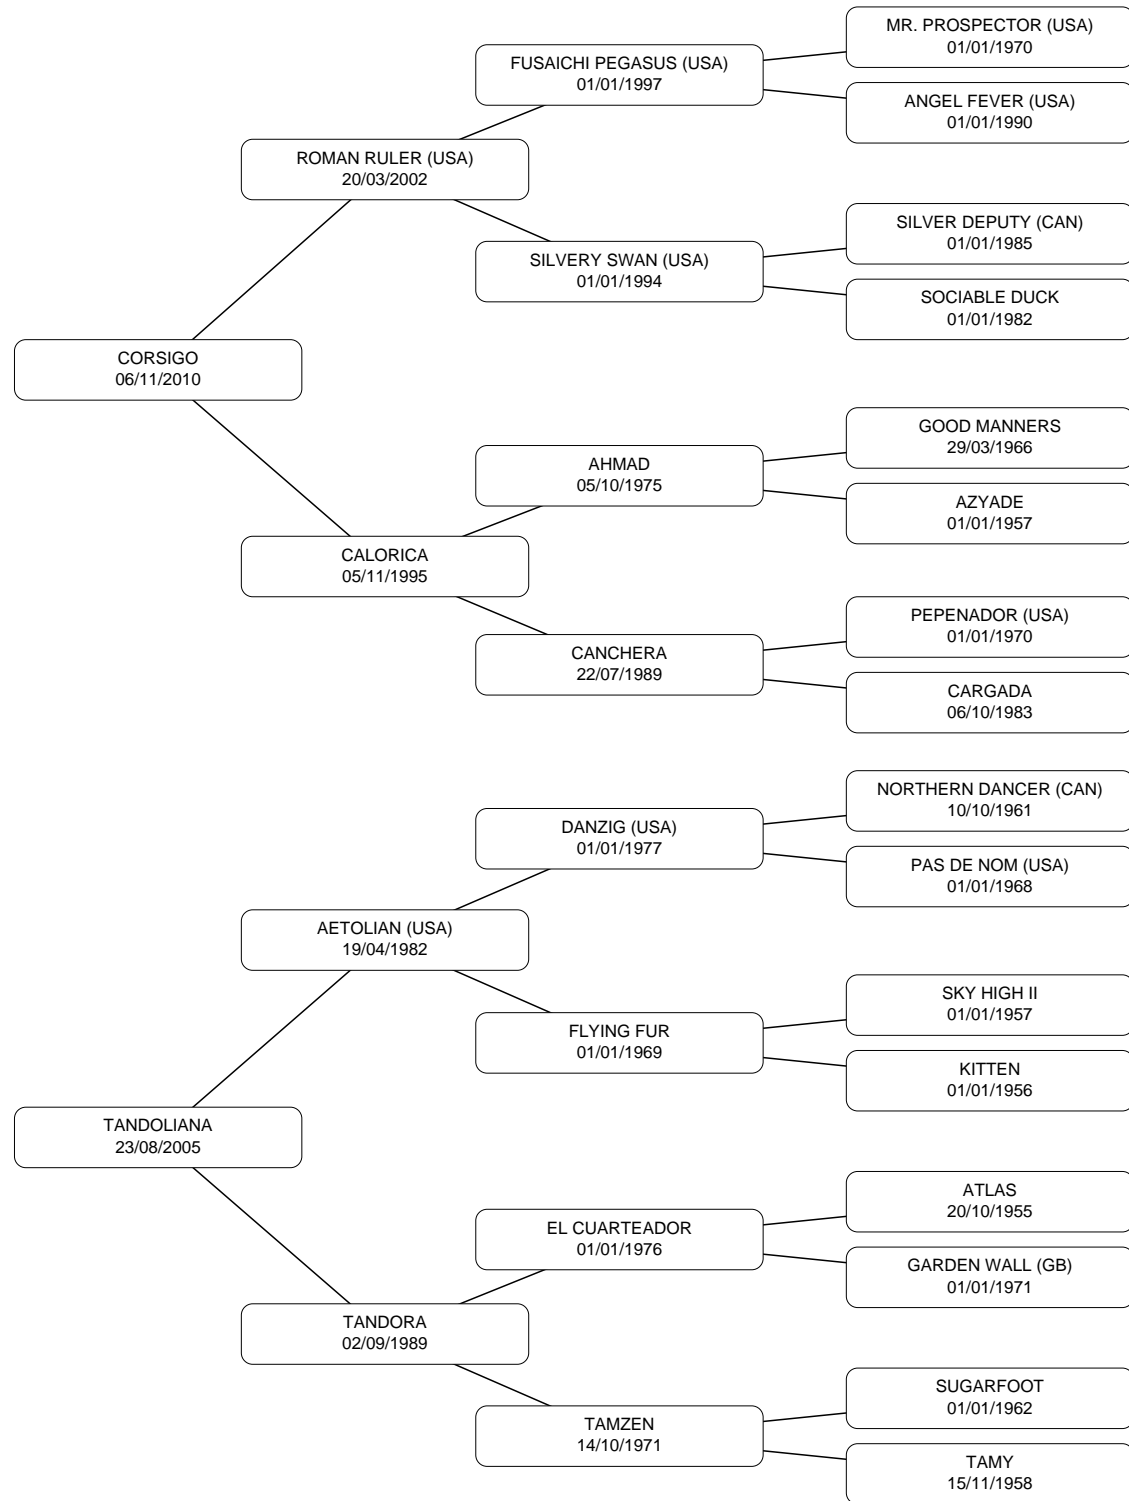 MR. PROSPECTOR (USA)
01/01/1970
FUSAICHI PEGASUS (USA)
01/01/1997
ANGEL FEVER (USA)
01/01/1990
ROMAN RULER (USA)
20/03/2002
SILVER DEPUTY (CAN)
01/01/1985
SILVERY SWAN (USA)
01/01/1994
SOCIABLE DUCK
01/01/1982
CORSIGO
06/11/2010
GOOD MANNERS
29/03/1966
AHMAD
05/10/1975
AZYADE
01/01/1957
CALORICA
05/11/1995
PEPENADOR (USA)
01/01/1970
CANCHERA
22/07/1989
CARGADA
06/10/1983
NORTHERN DANCER (CAN)
10/10/1961
DANZIG (USA)
01/01/1977
PAS DE NOM (USA)
01/01/1968
AETOLIAN (USA)
19/04/1982
SKY HIGH II
01/01/1957
FLYING FUR
01/01/1969
KITTEN
01/01/1956
TANDOLIANA
23/08/2005
ATLAS
20/10/1955
EL CUARTEADOR
01/01/1976
GARDEN WALL (GB)
01/01/1971
TANDORA
02/09/1989
SUGARFOOT
01/01/1962
TAMZEN
14/10/1971
TAMY
15/11/1958